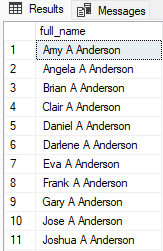 Results Messages
full_name
1 Amy A Anderson
2 Angela A Anderson
3 Brian A Anderson
4 Clair A Anderson
5 Daniel A Anderson
6 Darlene A Anderson
7 Eva A Anderson
8 Frank A Anderson
9 Gary A Anderson
10 Jose A Anderson
11 Joshua A Anderson